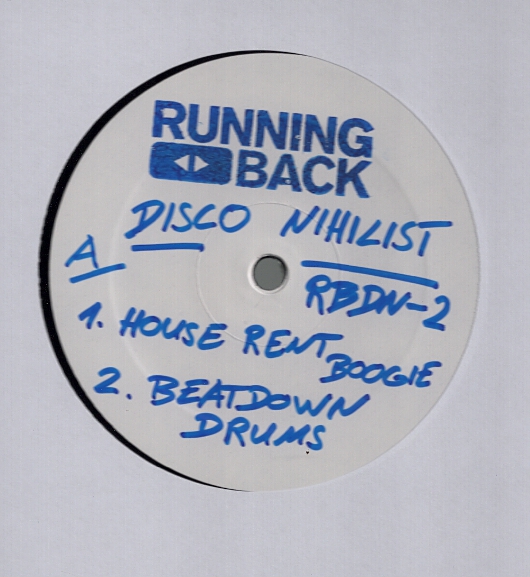 RUNNING
BACK
DISCO NIHILIST
A
RBDN-2
1. HOUSE RENT
BOOGIE
2. BEATDOWN
DRUMS